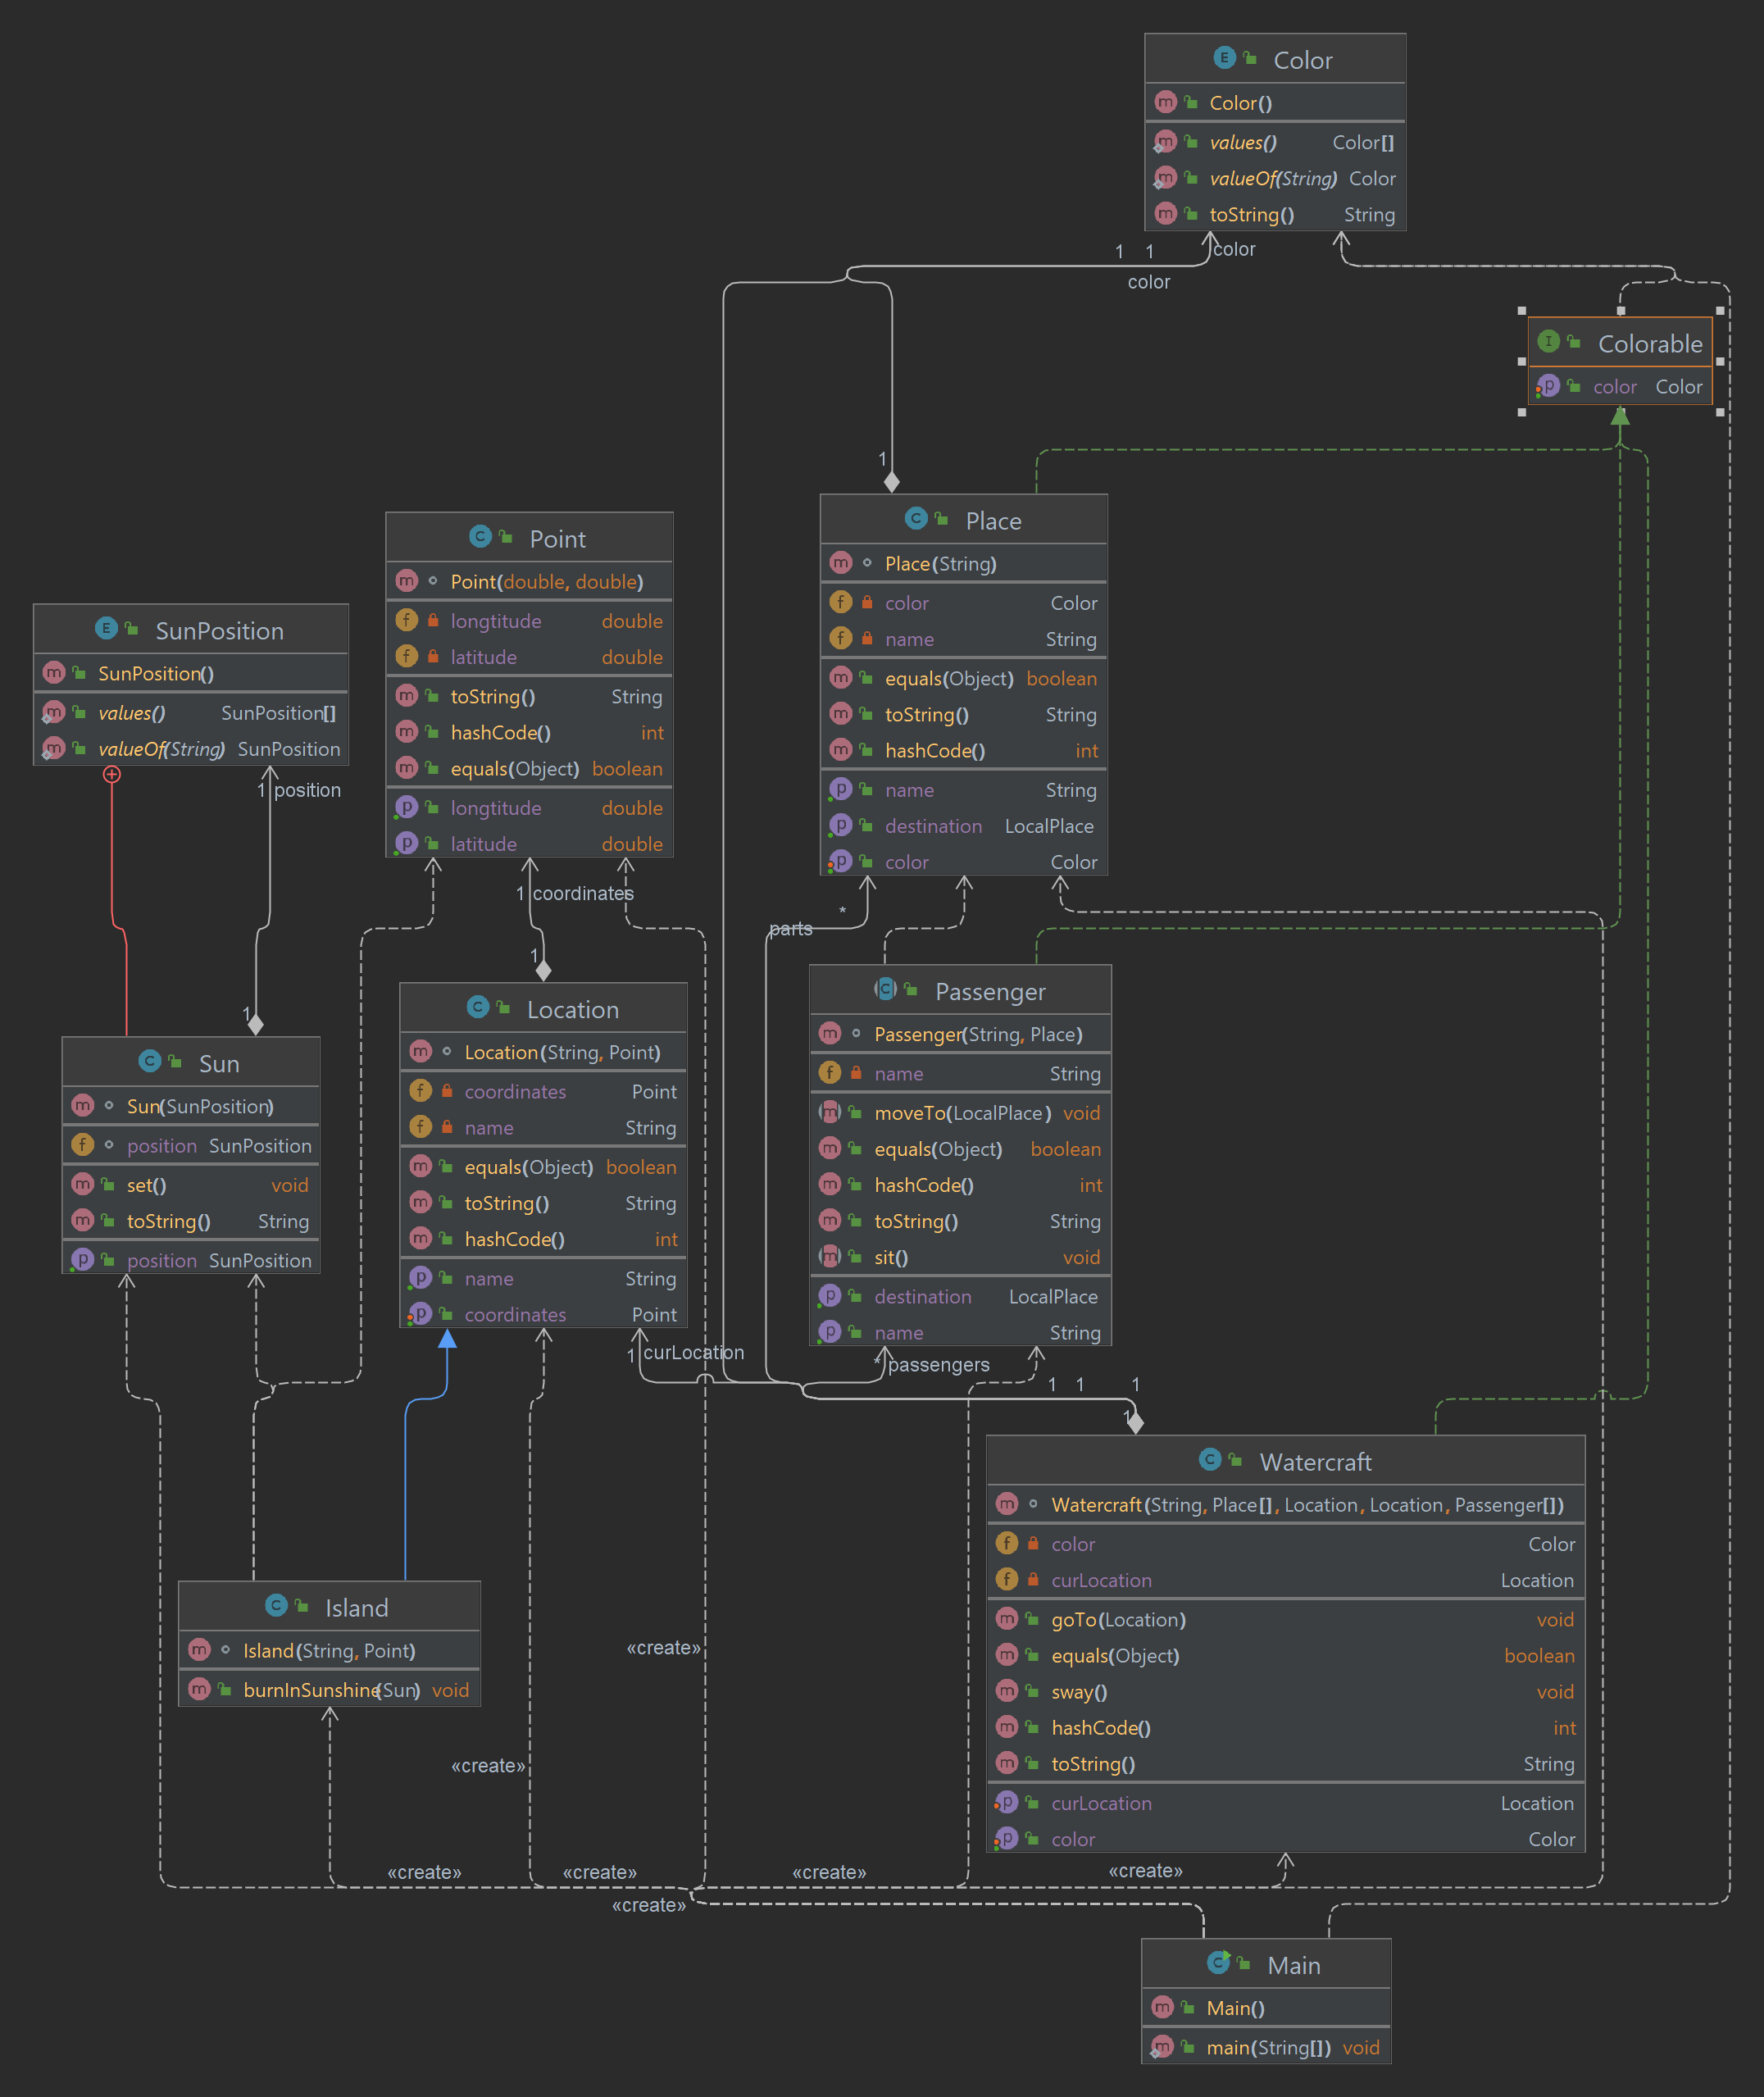 Color
Color()
values() Color[]
valueOf(String) Color
toString() String
1 1 color
color
Colorable
color Color
1
Place
Place(String)
color Color
name String
equals(Object) boolean
toString() String
hashCode() int
name String
destination LocalPlace
color Color
Point
Point(double, double)
longtitude double
latitude double
toString() String
hashCode() int
equals(Object) boolean
longtitude double
latitude double
SunPosition
SunPosition()
values() SunPosition[]
valueOf(String) SunPosition
1 position
1 coordinates
*
parts
1
1
Sun
Sun(SunPosition)
position SunPosition
set() void
toString() String
position SunPosition
Location
Location(String, Point)
coordinates Point
name String
equals(Object) boolean
toString() String
hashCode() int
name String
coordinates Point
Passenger
Passenger(String, Place)
name String
moveTo(LocalPlace) void
equals(Object) boolean
hashCode() int
toString() String
sit() void
destination LocalPlace
name String
1 curLocation
* passengers
1 1 1
1
Watercraft
Watercraft(String, Place[], Location, Location, Passenger[])
color Color
curLocation Location
goTo(Location) void
equals(Object) boolean
sway() void
hashCode() int
toString() String
curLocation Location
color Color
Island
Island(String, Point)
burnInSunshine(Sun) void
«create»
«create»
«create» «create» «create» «create»
«create»
Main
Main()
main(String[]) void